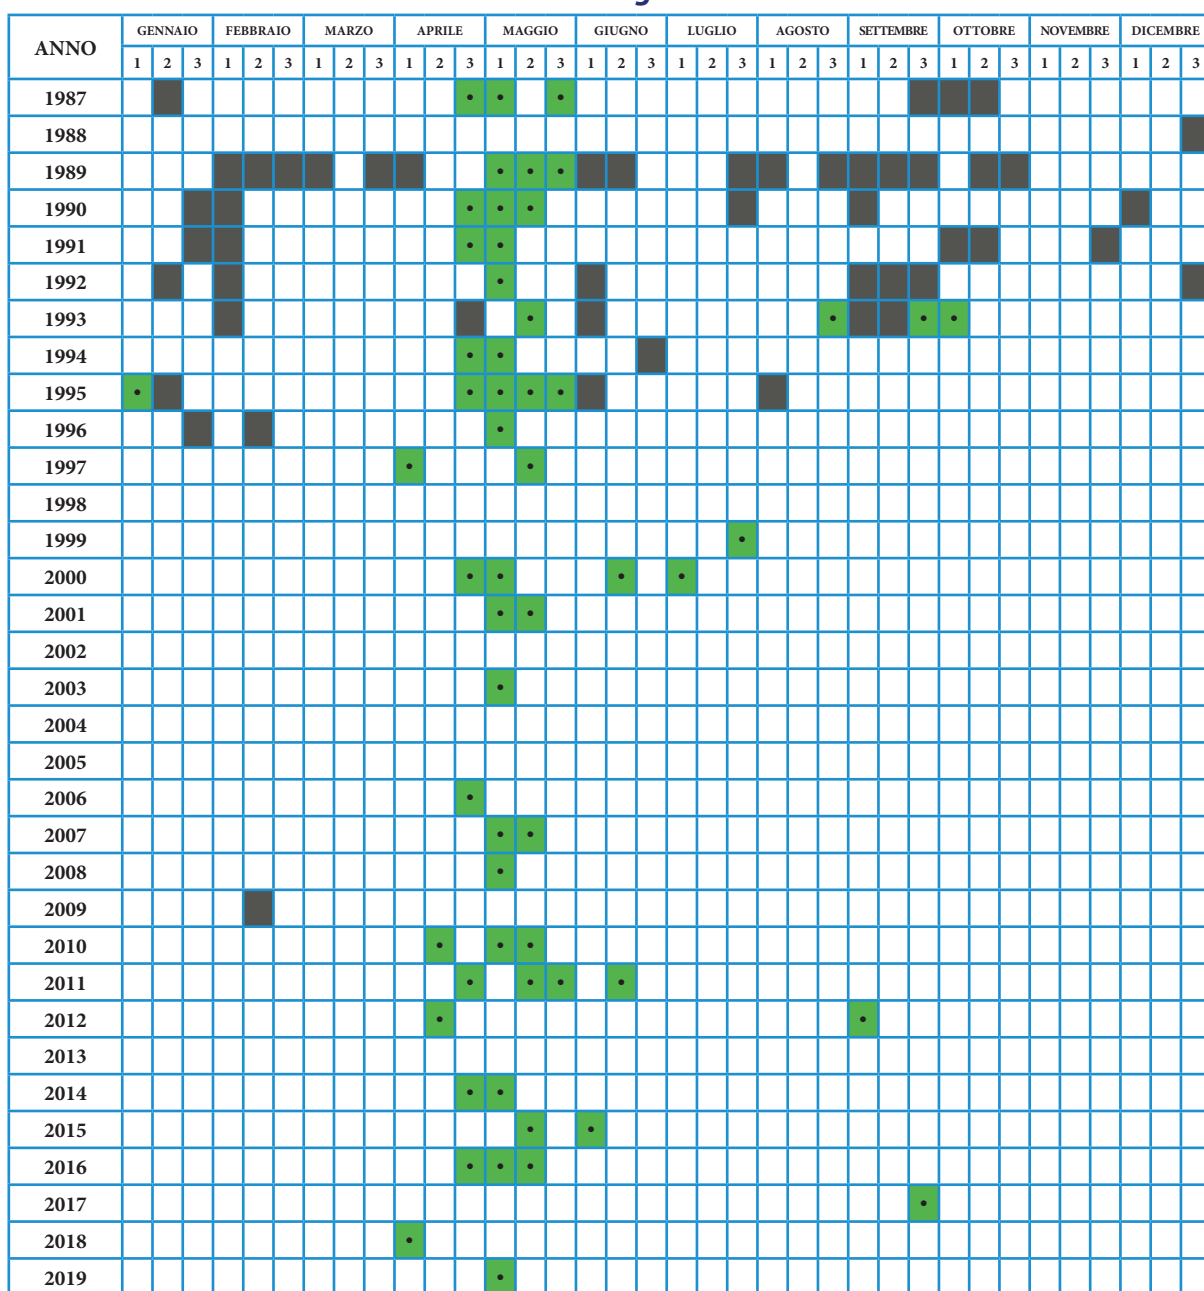 ANNO GENNAIO FEBBRAIO MARZO APRILE MAGGIO GIUGNO LUGLIO AGOSTO SETTEMBRE OTTOBRE NOVEMBRE DICEMBRE
1 2 3 1 2 3 1 2 3 1 2 3 1 2 3 1 2 3 1 2 3 1 2 3 1 2 3 1 2 3 1 2 3 1 2 3
1987 • • •
1988
1989 • • •
1990 • • •
1991 • •
1992 •
1993 • • • •
1994 • •
1995 • • • • •
1996 •
1997 • •
1998
1999 •
2000 • • • •
2001 • •
2002
2003 •
2004
2005
2006 •
2007 • •
2008 •
2009
2010 • • •
2011 • • • •
2012 • •
2013
2014 • •
2015 • •
2016 • • •
2017 •
2018 •
2019 •